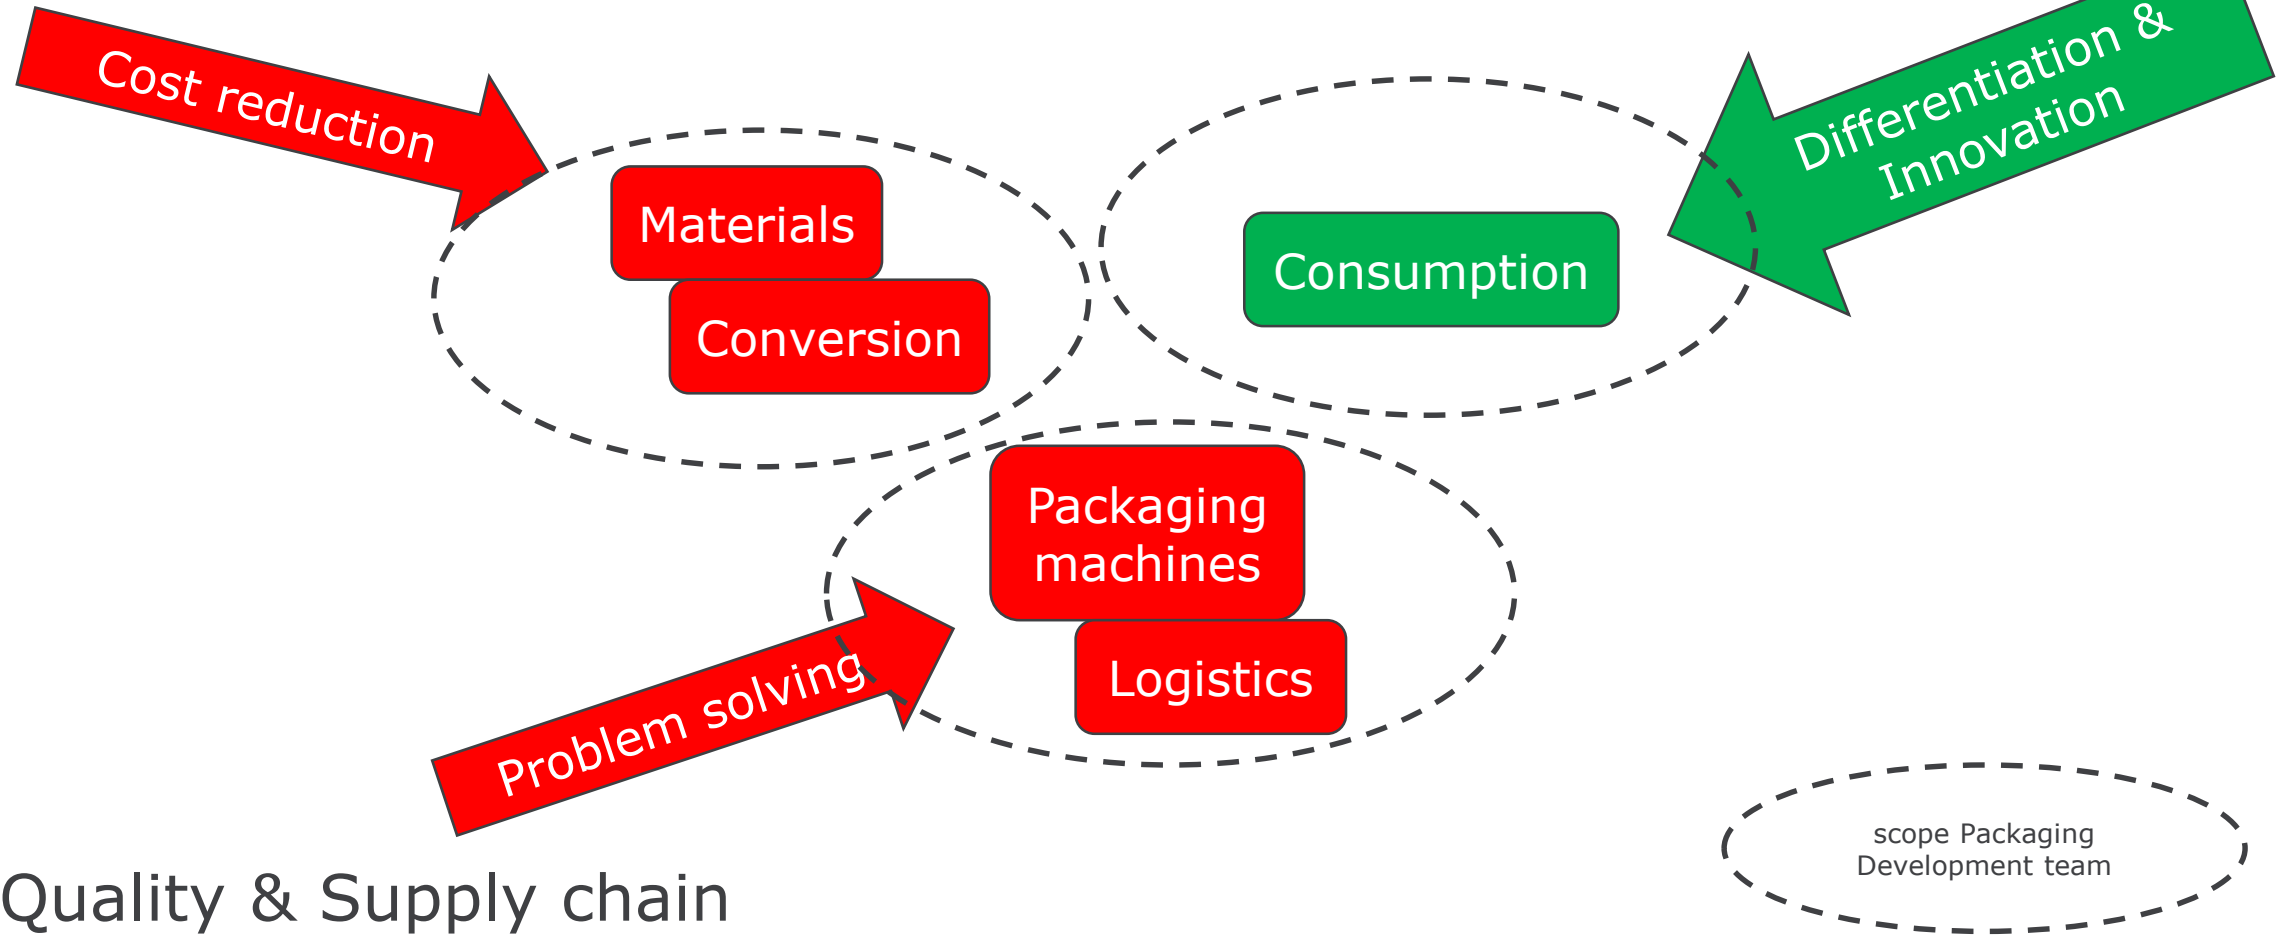 Cost reduction
Differentiation &
Innovation
Materials
Conversion
Consumption
Packaging
machines
Logistics
Problem solving
scope Packaging
Development team
Quality & Supply chain